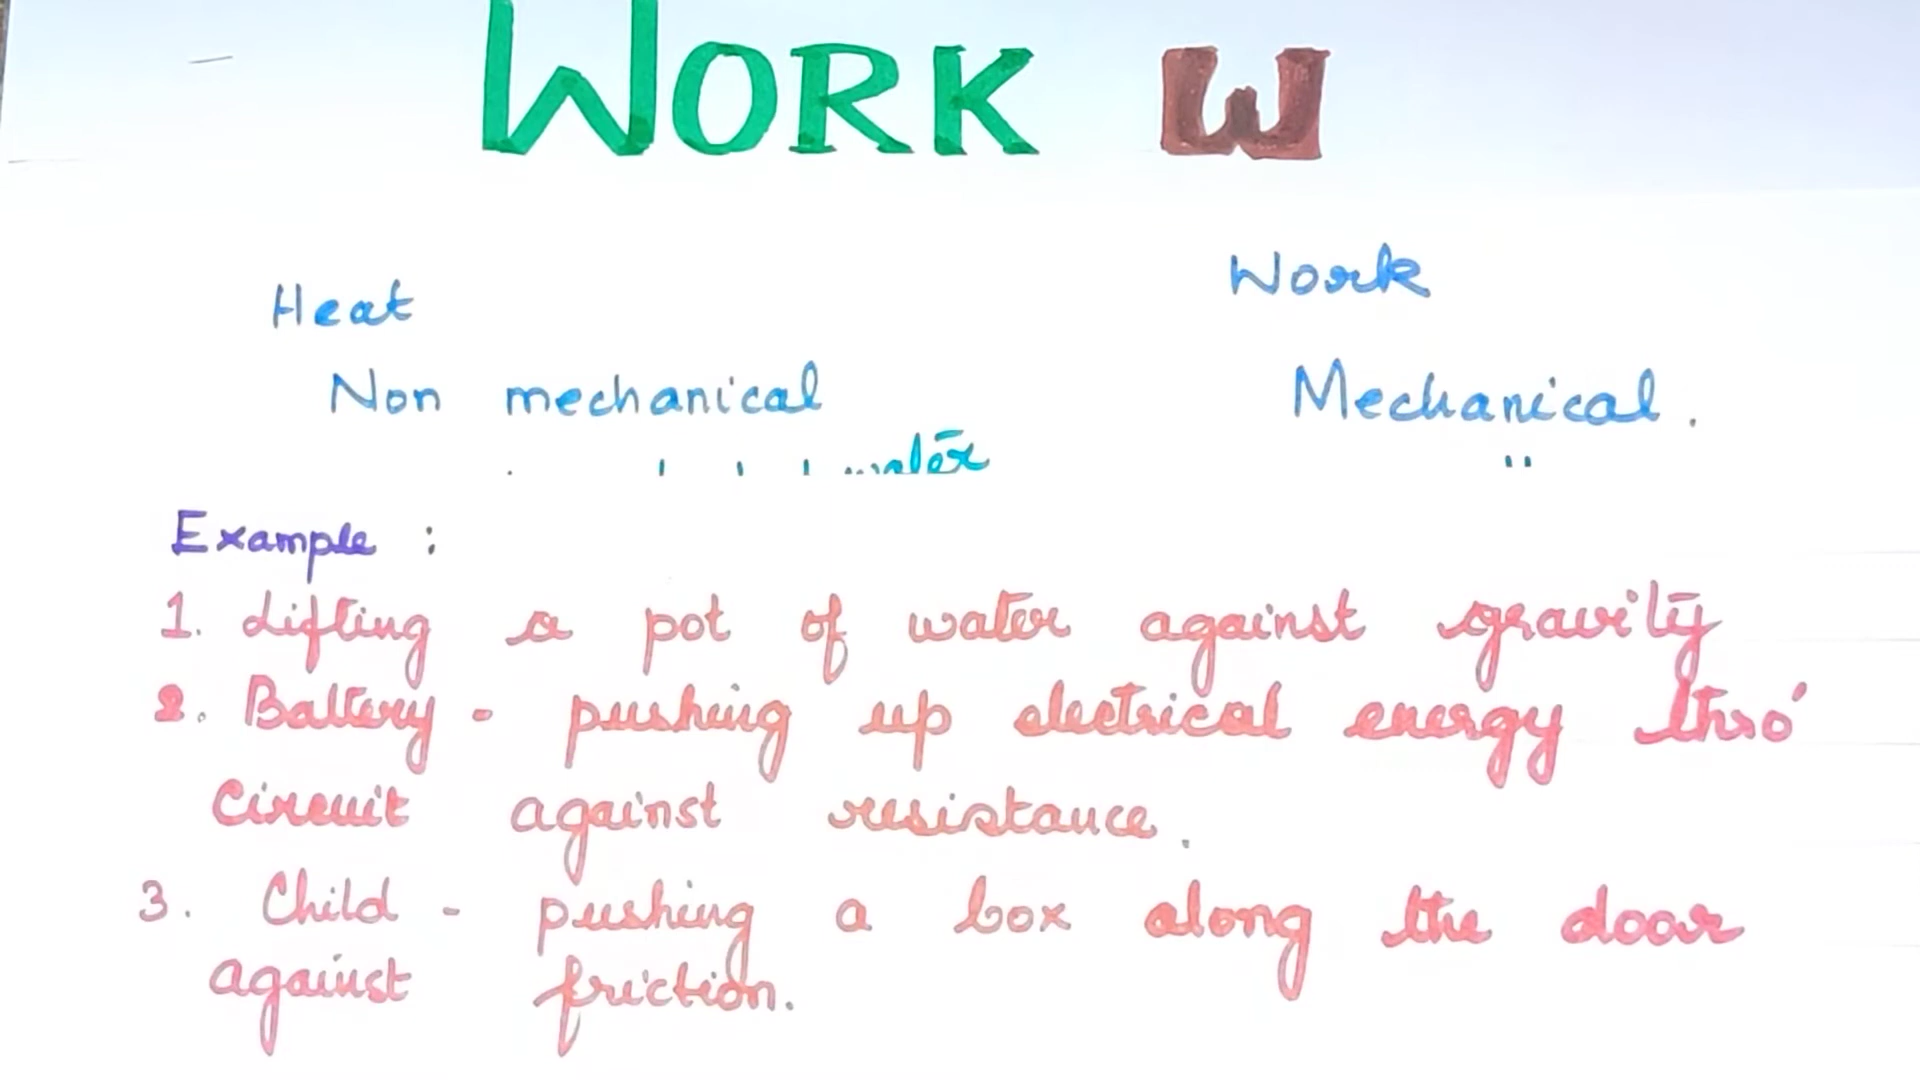 WORK W
Heat Work
Non mechanical Mechanical.
water "
Example :
1. Lifting a pot of water against gravity
2. Battery - pushing up electrical energy thro'
Circuit against resistance.
3. Child - pushing a box along the door
against friction.